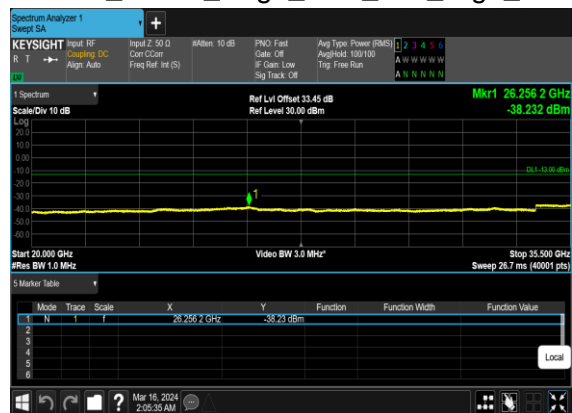 Spectrum Analyzer 1
Swept SA
KEYSIGHT
R T
LW
Input: RF
Coupling: DC
Align: Auto
Input Z: 50 Ω
Corr CCorr
Freq Ref: Int (S)
#Atten: 10 dB
PNO: Fast
Gate: Off
IF Gain: Low
Sig Track: Off
Avg Type: Power (RMS)
Avg|Hold: 100/100
Trig: Free Run
1 2 3 4 5 6
A W W W W W
A N N N N N
1 Spectrum
Scale/Div 10 dB
Ref Lvl Offset 33.45 dB
Ref Level 30.00 dBm
Mkr1 26.256 2 GHz
-38.232 dBm
Log
20.0
10.0
0.00
-10.0
DL1 -13.00 dBm
-20.0
-30.0
1
-40.0
-50.0
-60.0
Start 20.000 GHz
#Res BW 1.0 MHz
Video BW 3.0 MHz*
Stop 35.500 GHz
Sweep 26.7 ms (40001 pts)
5 Marker Table
Mode Trace Scale X Y Function Function Width Function Value
1 N 1 f 26.256 2 GHz -38.23 dBm
2
3
4
5
6
Local
?
Mar 16, 2024
2:05:35 AM